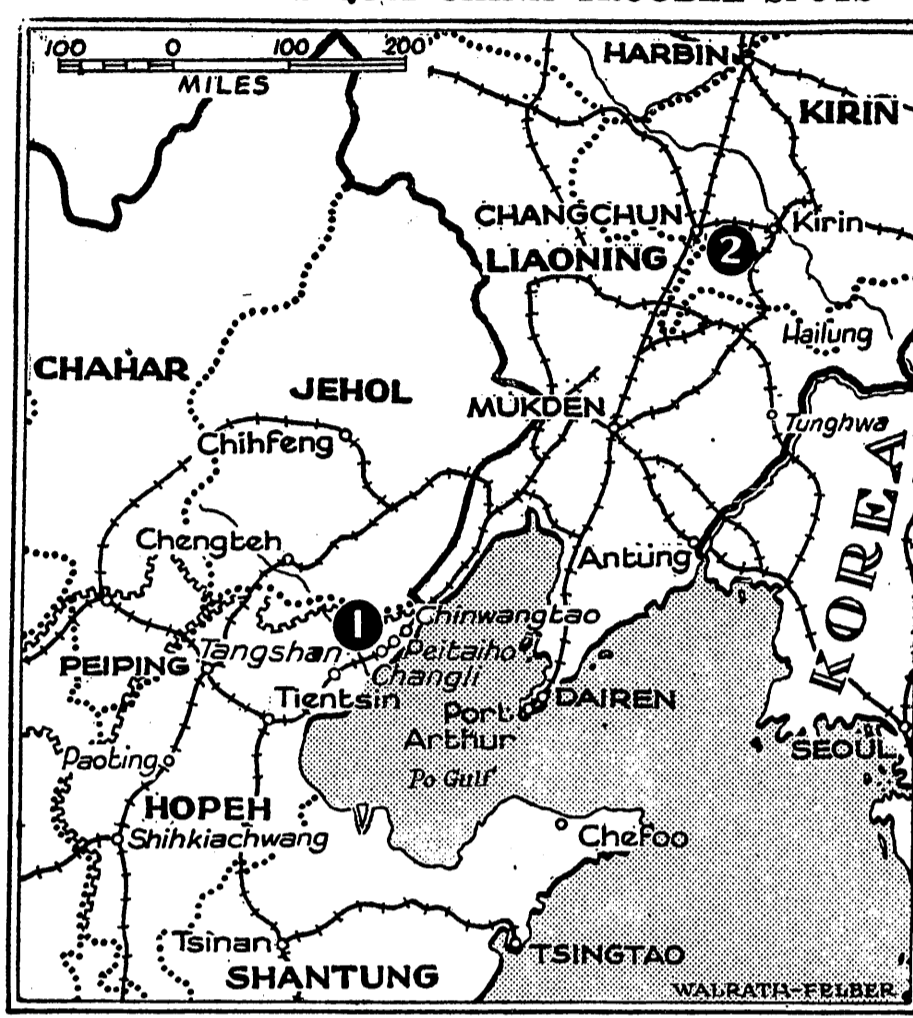 100 0 100 200
MILES
HARBIN
KIRIN
CHANGCHUN
Kirin
2
LIAONING
Hailung
CHAHAR
JEHOL
MUKDEN
Tunghwa
Chihfeng
KOREA
Chengteh
Antung
1
Chinwangtao
Tangshan
Peitaiho
PEIPING
Changli
Tientsin
DAIREN
Port
Arthur
SEOUL
Paoting
Po Gulf
HOPEH
Shihkiachwang
Chefoo
Tsinan
TSINGTAO
SHANTUNG
WALRATH-FELBER